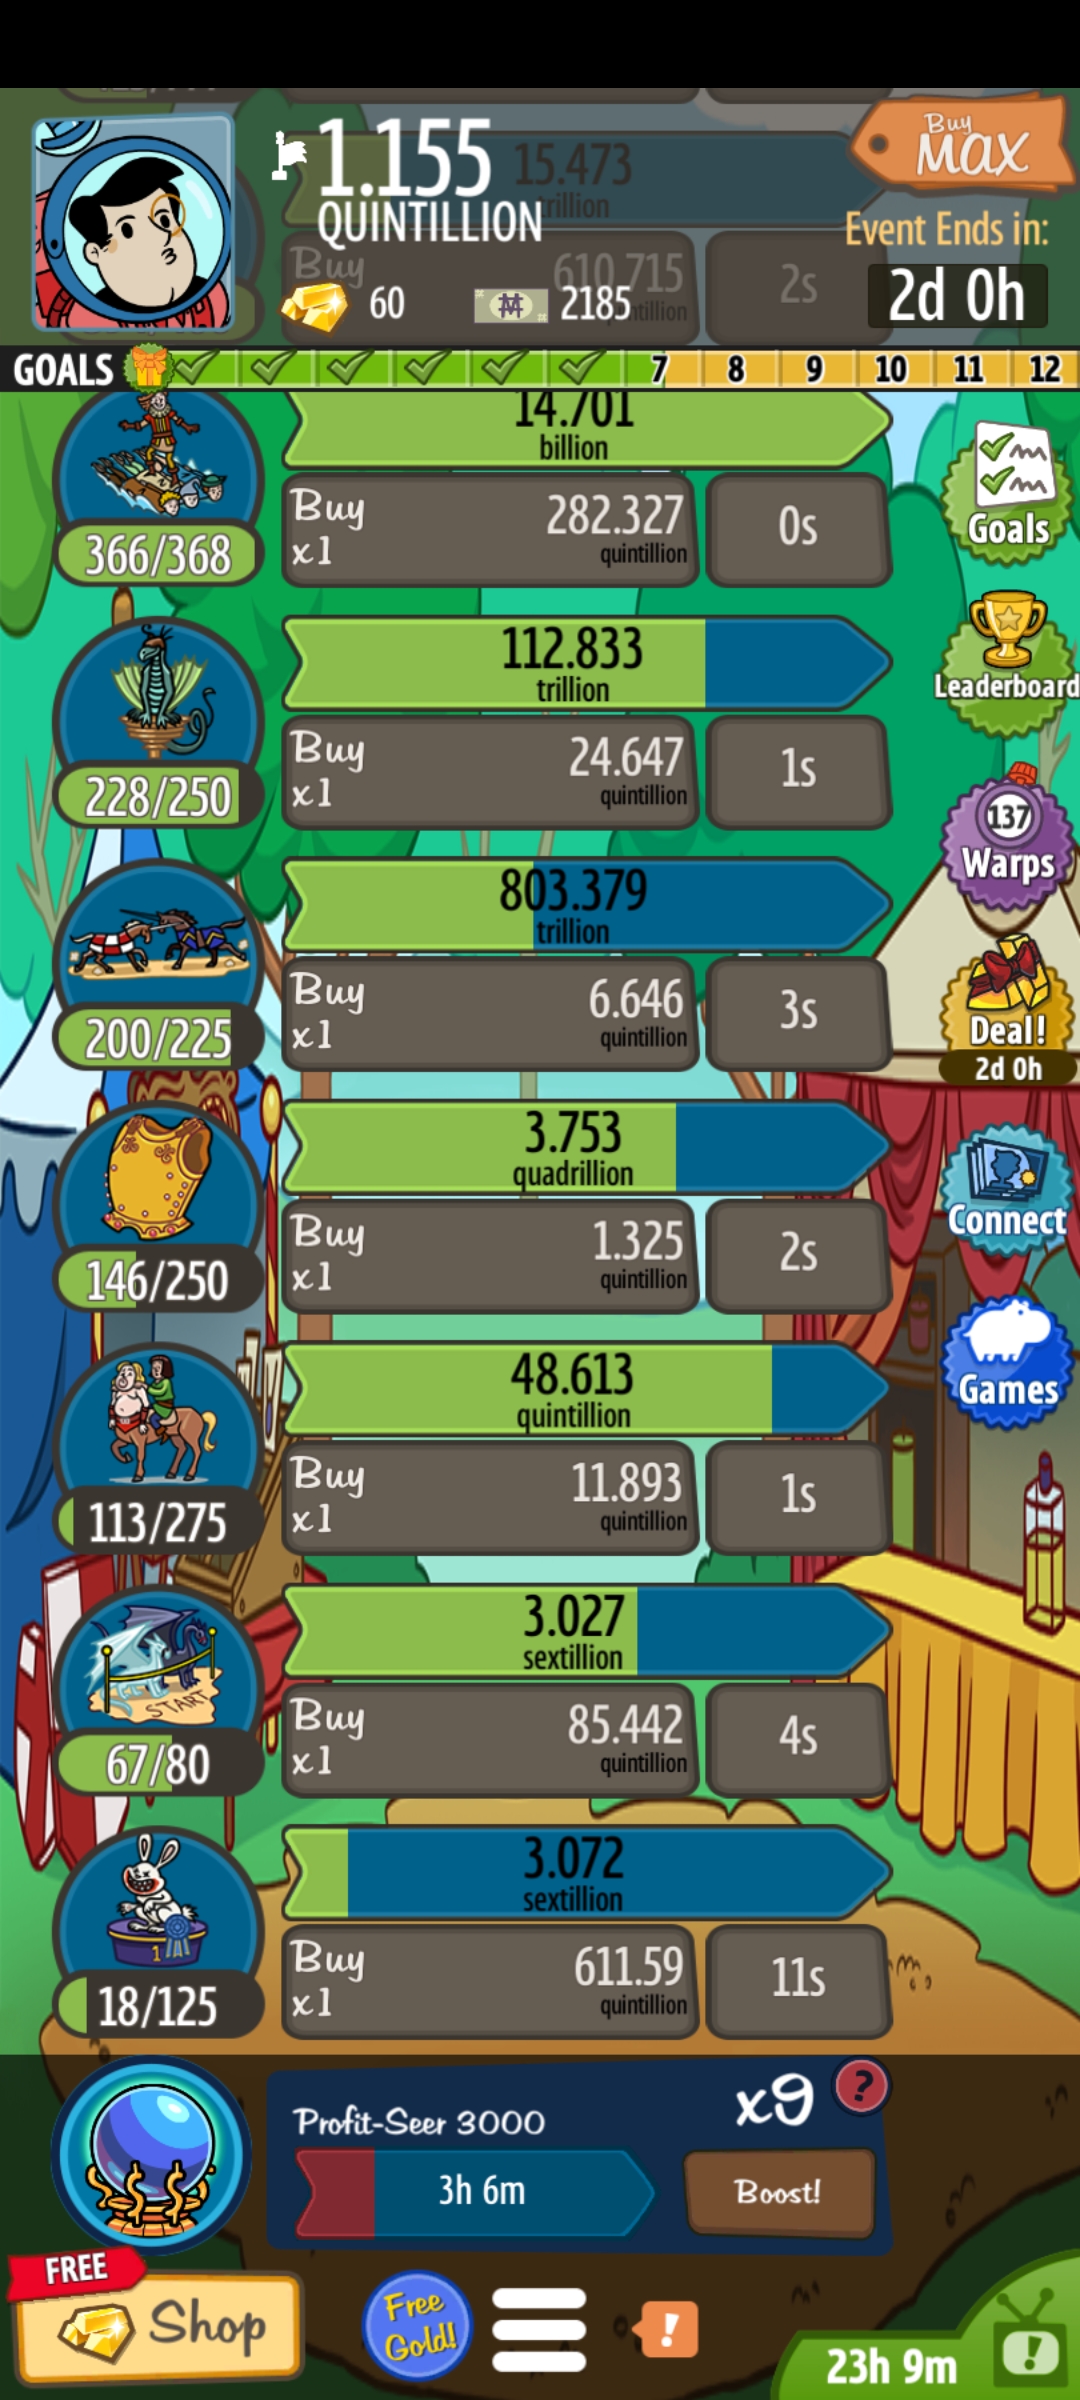 Buy
MAX
1.155
QUINTILLION
15.473
trillion
Event Ends in:
2d 0h
Buy
610.715
2s
60
2185
GOALS
7 8 9 10 11 12
14.701
billion
366/368
Buy
x1
282.327
quintillion
0s
Goals
112.833
trillion
228/250
Buy
x1
24.647
quintillion
1s
Leaderboard
137
Warps
803.379
trillion
200/225
Buy
x1
6.646
quintillion
3s
Deal!
2d 0h
3.753
quadrillion
146/250
Buy
x1
1.325
quintillion
2s
Connect
48.613
quintillion
113/275
Buy
x1
11.893
quintillion
1s
Games
3.027
sextillion
START
67/80
Buy
x1
85.442
quintillion
4s
3.072
sextillion
1
18/125
Buy
x1
611.59
quintillion
11s
Profit-Seer 3000
x9
?
3h 6m
Boost!
FREE
Shop
Free
Gold!
!
!
23h 9m